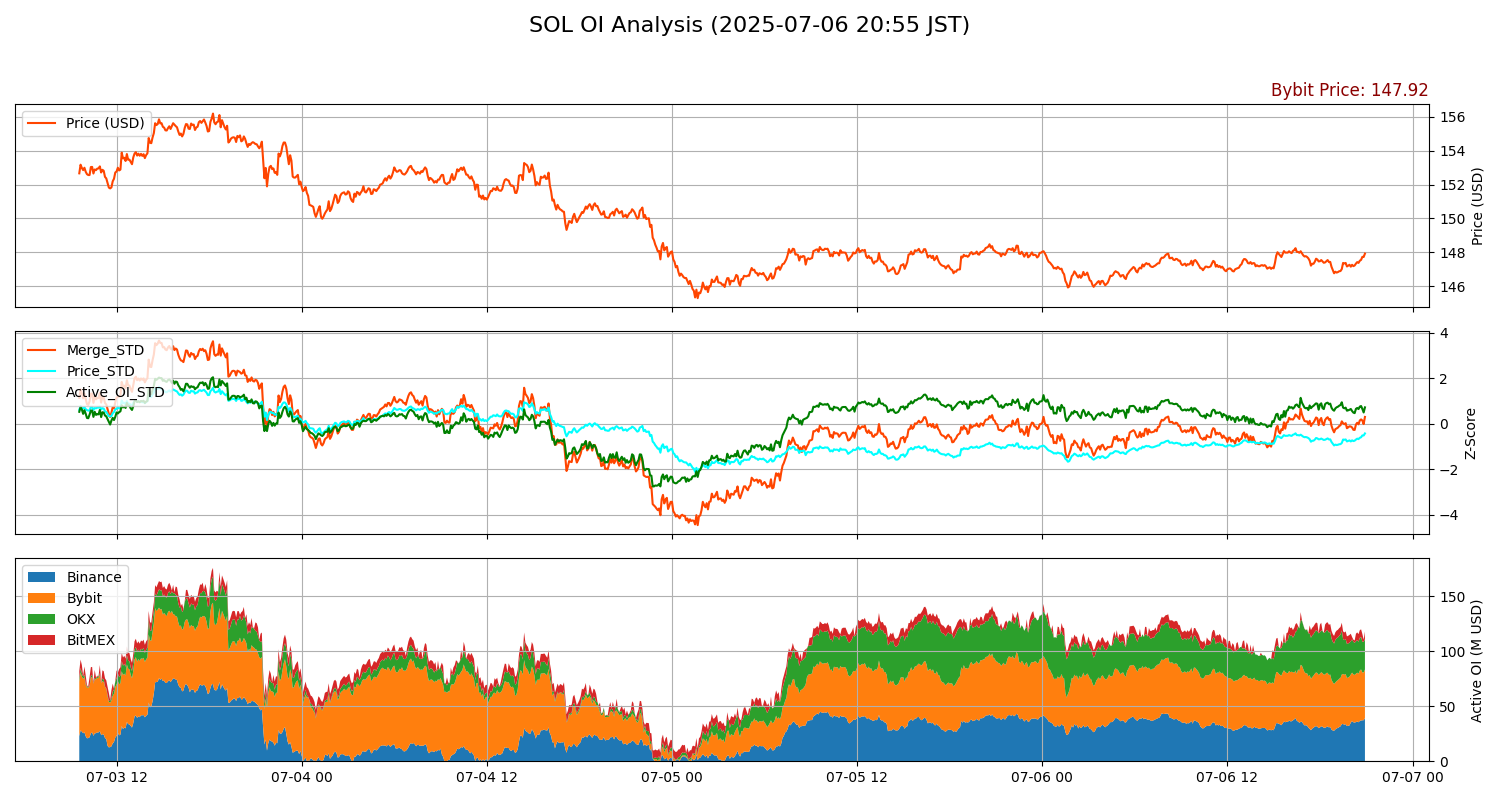 SOL OI Analysis (2025-07-06 20:55 JST)
Bybit Price: 147.92
Price (USD)
156
154
152
150
148
146
Price (USD)
Merge_STD
Price_STD
Active_OI_STD
4
2
0
−2
−4
Z-Score
Binance
Bybit
OKX
BitMEX
150
100
50
0
Active OI (M USD)
07-03 12
07-04 00
07-04 12
07-05 00
07-05 12
07-06 00
07-06 12
07-07 00